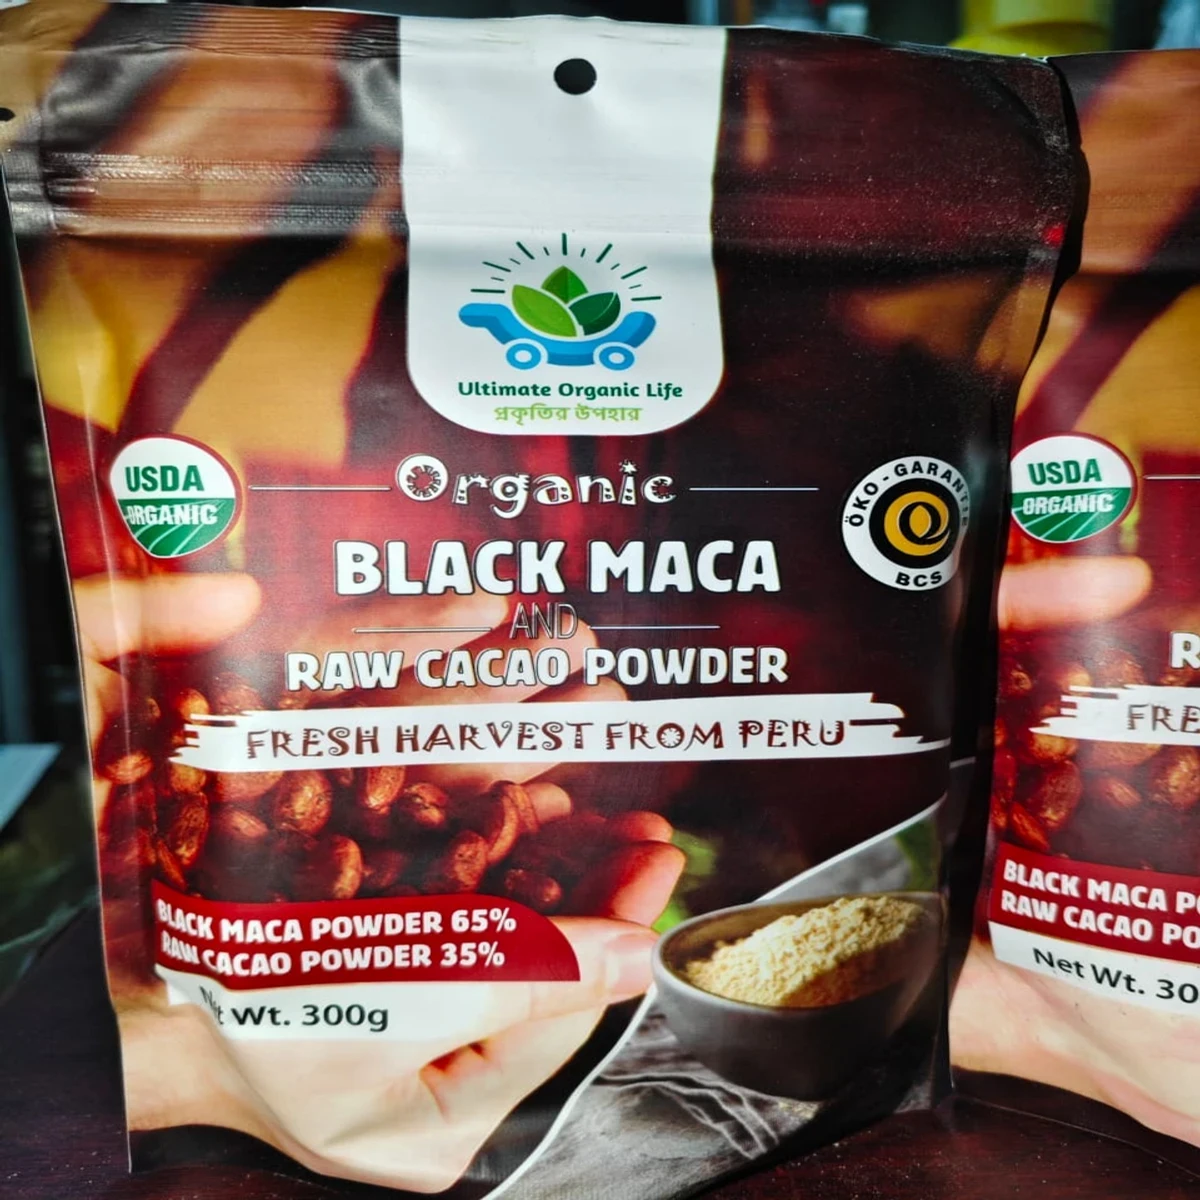 Ultimate Organic Life
প্রকৃতির উপহার
USDA
ORGANIC
Organic
ÖKO-GARANTIE
BCS
BLACK MACA
AND
RAW CACAO POWDER
FRESH HARVEST FROM PERU
BLACK MACA POWDER 65%
RAW CACAO POWDER 35%
Net Wt. 300g
USDA
ORGANIC
R
FRE
BLACK MACA PO
RAW CACAO PO
Net Wt. 30